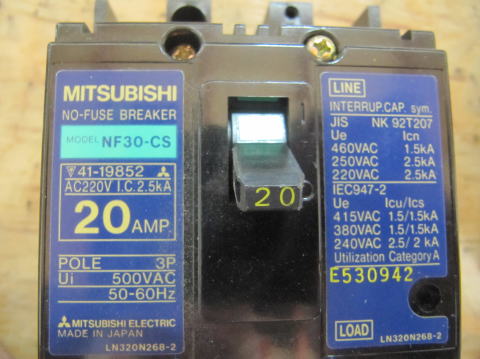 MITSUBISHI
NO-FUSE BREAKER
MODEL NF30-CS
41-19852
AC220V I.C. 2.5kA
20 AMP
POLE 3P
Ui 500VAC
50-60Hz
MITSUBISHI ELECTRIC
MADE IN JAPAN
LN320N268-2
20
LINE
INTERRUP.CAP. sym.
JIS NK 92T207
Ue Icn
460VAC 1.5kA
250VAC 2.5kA
220VAC 2.5kA
IEC947-2
Ue Icu/Ics
415VAC 1.5/1.5kA
380VAC 1.5/1.5kA
240VAC 2.5/2kA
Utilization Category A
E530942
LOAD
LN320N268-2